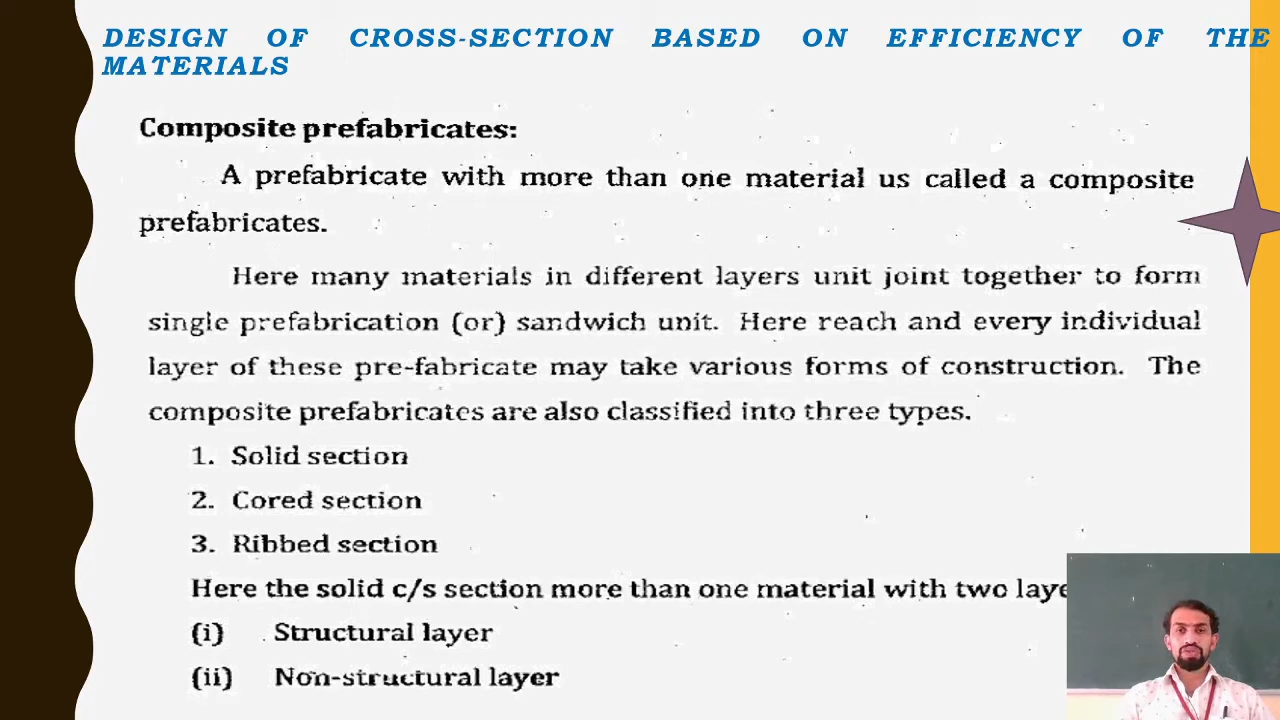 DESIGN OF CROSS-SECTION BASED ON EFFICIENCY OF THE
MATERIALS
Composite prefabricates:
A prefabricate with more than one material us called a composite
prefabricates.
Here many materials in different layers unit joint together to form
single prefabrication (or) sandwich unit. Here reach and every individual
layer of these pre-fabricate may take various forms of construction. The
composite prefabricates are also classified into three types.
1. Solid section
2. Cored section
3. Ribbed section
Here the solid c/s section more than one material with two
(i) Structural layer
(ii) Non-structural layer